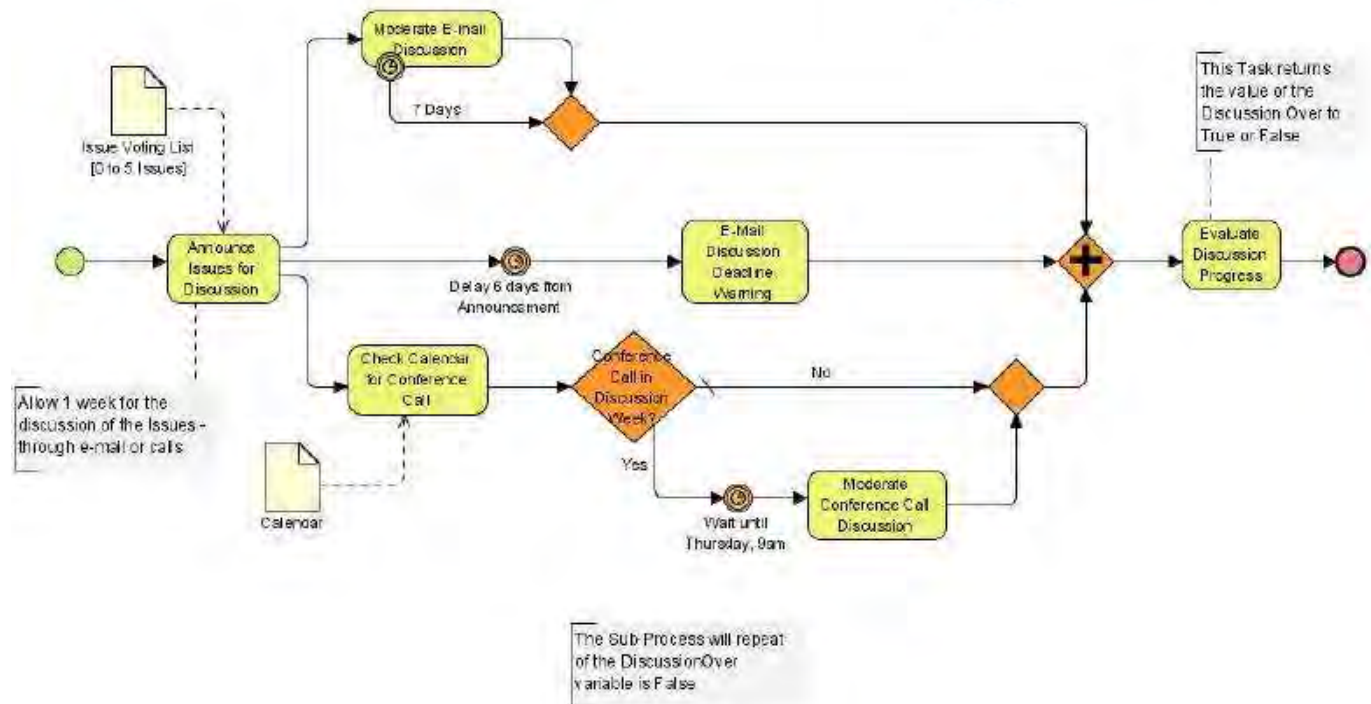 Moderate E-mail
Discussion
7 Days
This Task returns
the value of the
Discussion Over to
True or False
Issue Voting List
[0 to 5 Issues]
Announce
Issues for
Discussion
Delay 6 days from
Announcement
E-Mail
Discussion
Deadline
Warning
Evaluate
Discussion
Progress
Allow 1 week for the
discussion of the Issues -
through e-mail or calls
Check Calendar
for Conference
Call
Calendar
Conference
Call in
Discussion
Week?
No
Yes
Wait until
Thursday, 9am
Moderate
Conference Call
Discussion
The Sub Process will repeat
of the DiscussionOver
variable is False